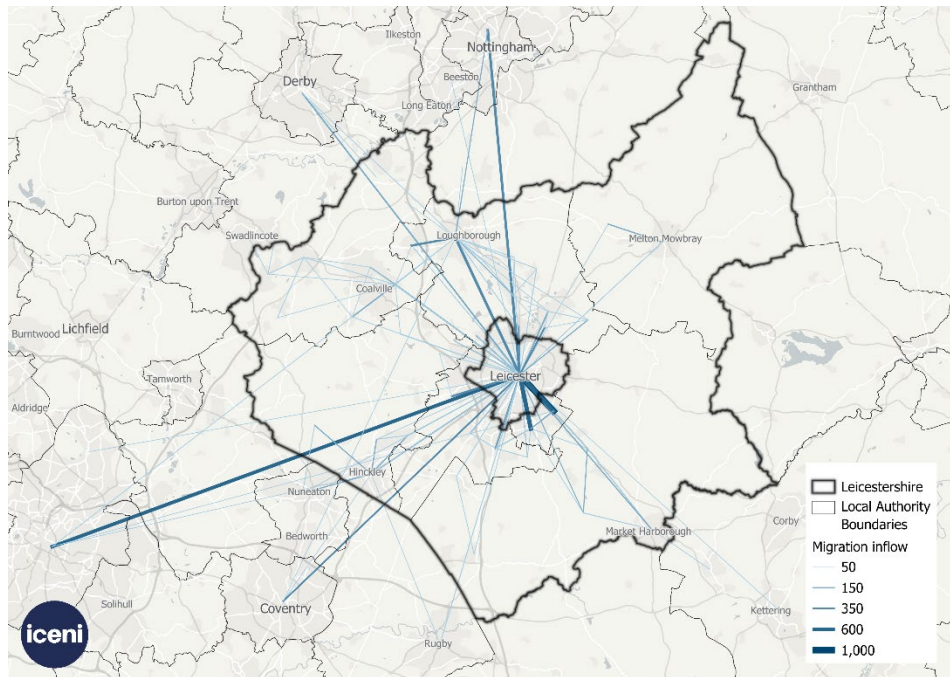 Ilkeston
Nottingham
Derby
Beeston
Grantham
Long Eaton
Burton upon Trent
Swadlincote
Loughborough
Melton Mowbray
Coalville
Burntwood
Lichfield
Tamworth
Leicester
Aldridge
Hinckley
Nuneaton
Bedworth
Market Harborough
Corby
Solihull
Coventry
Kettering
Rugby
iceni
Leicestershire
Local Authority
Boundaries
Migration inflow
50
150
350
600
1,000